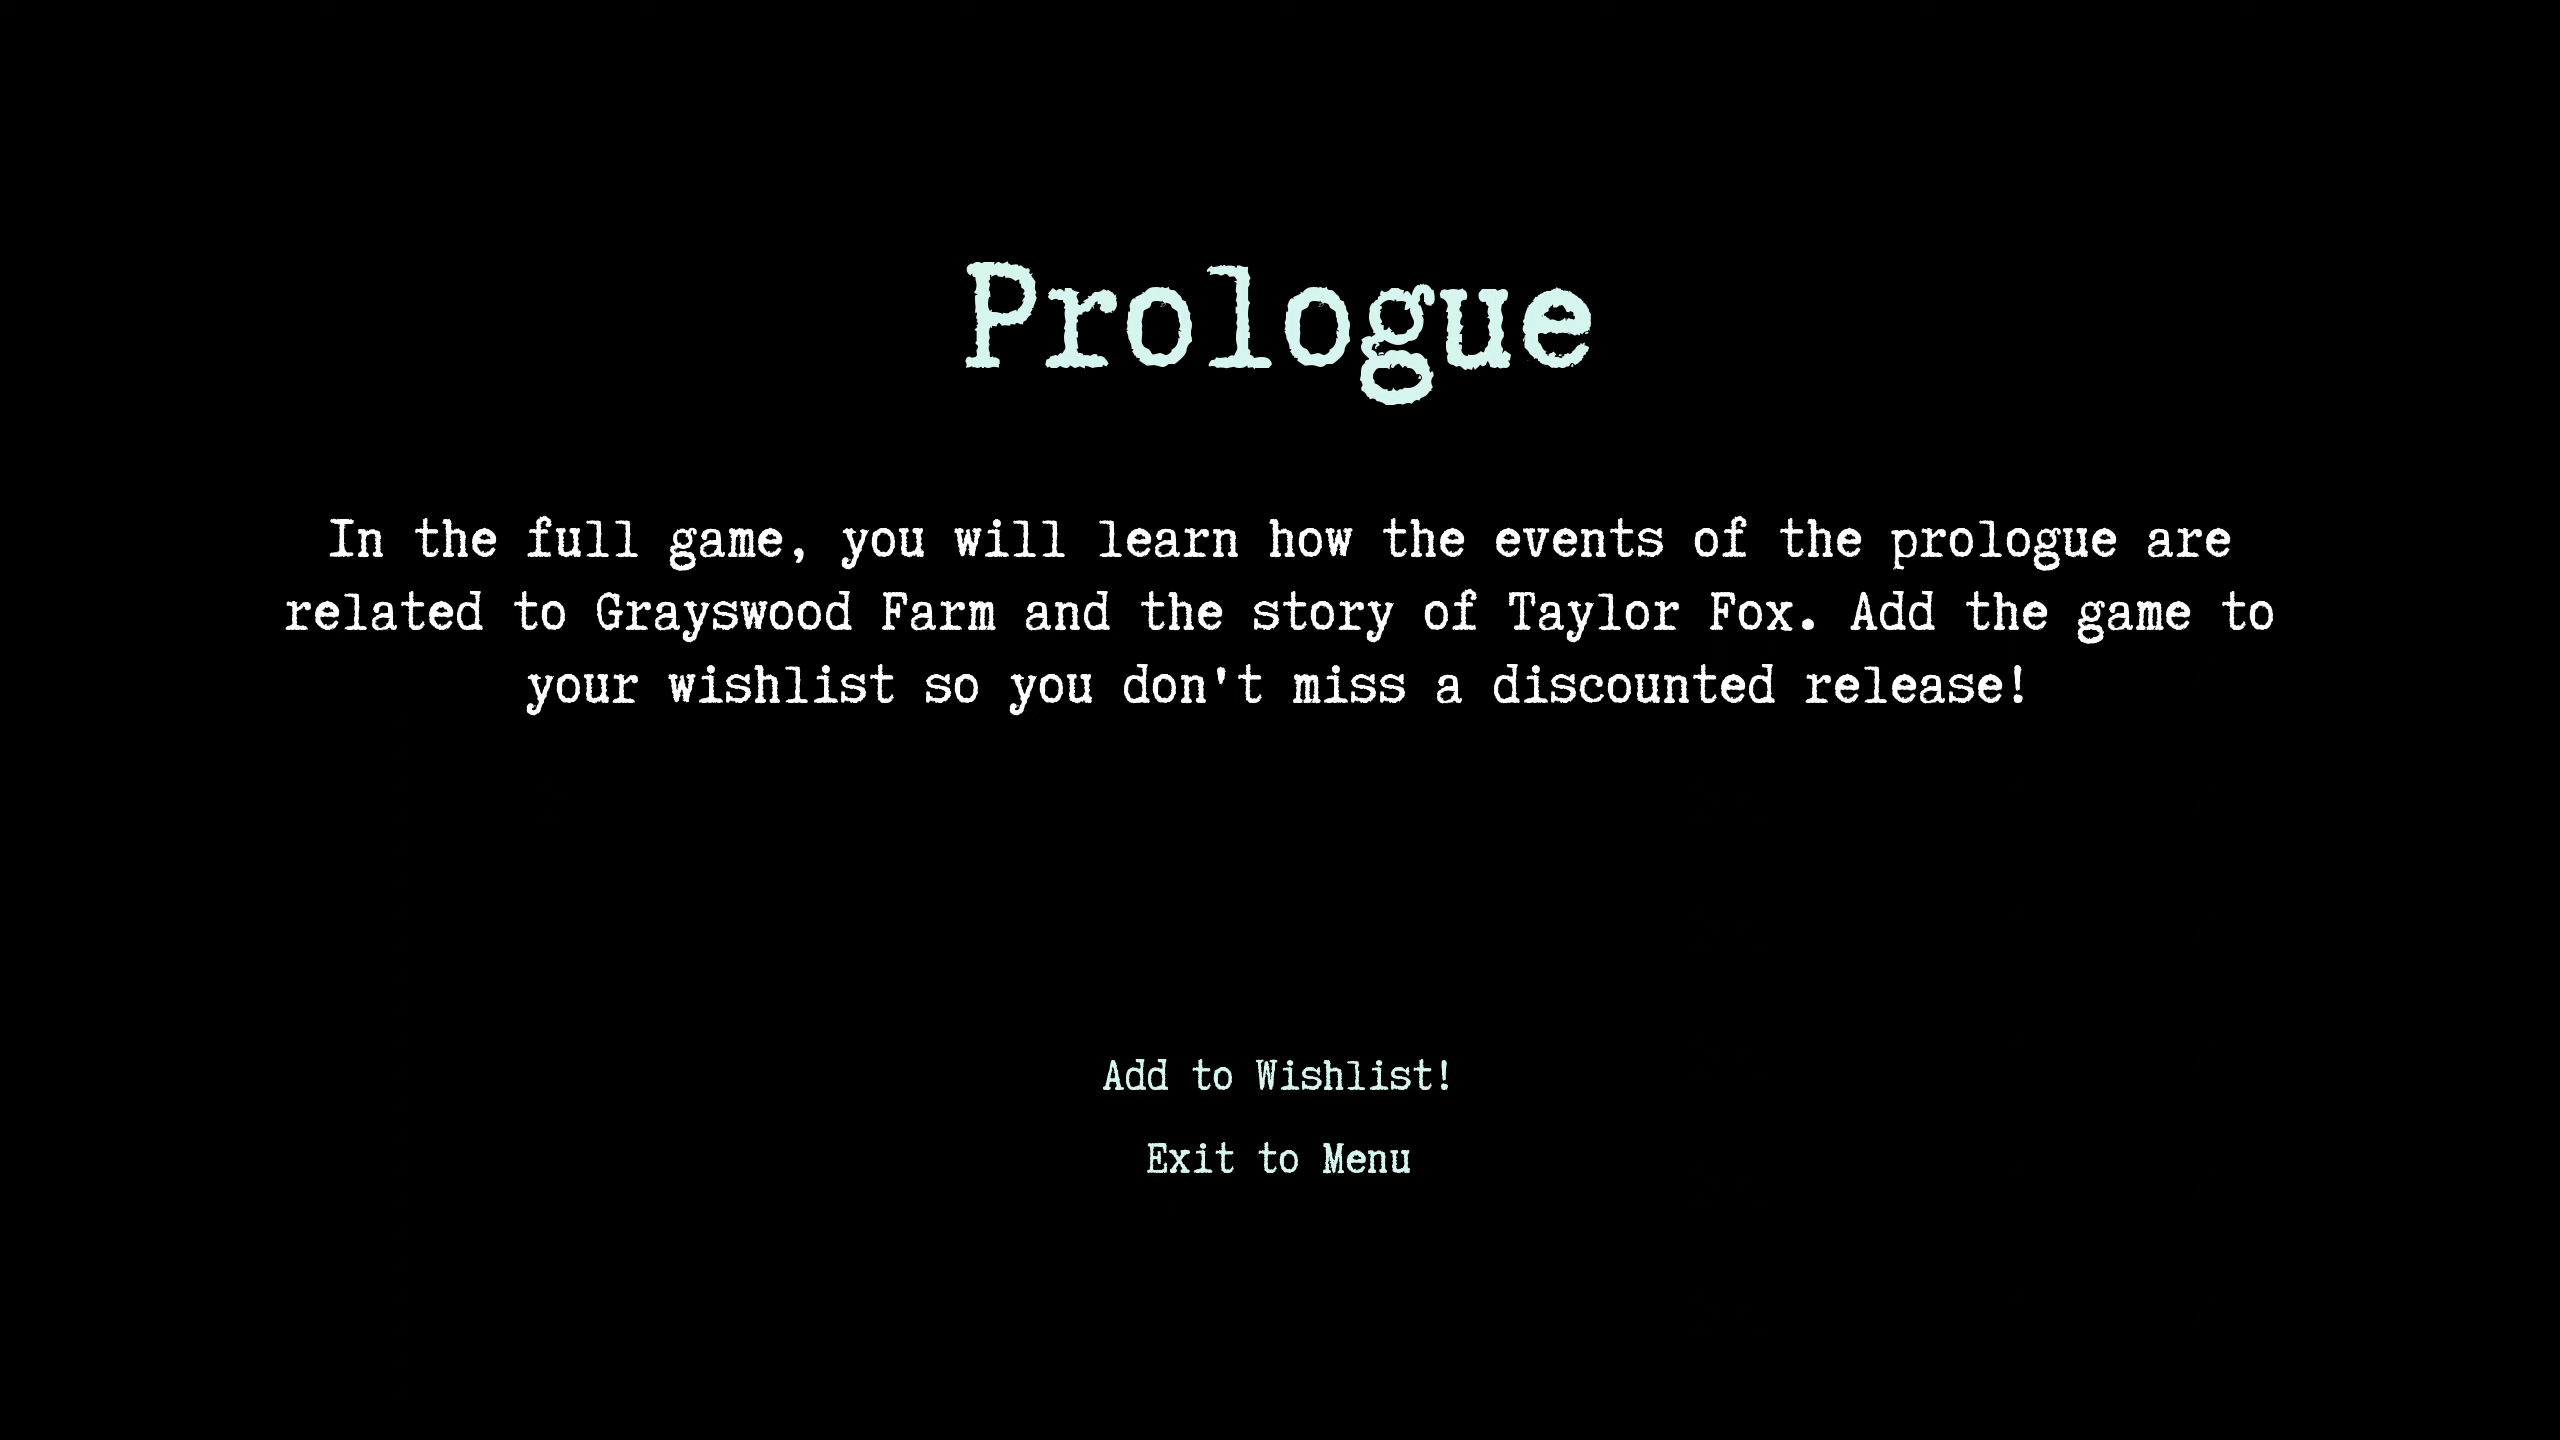 Prologue
In the full game, you will learn how the events of the prologue are
related to Grayswood Farm and the story of Taylor Fox. Add the game to
your wishlist so you don't miss a discounted release!
Add to Wishlist!
Exit to Menu